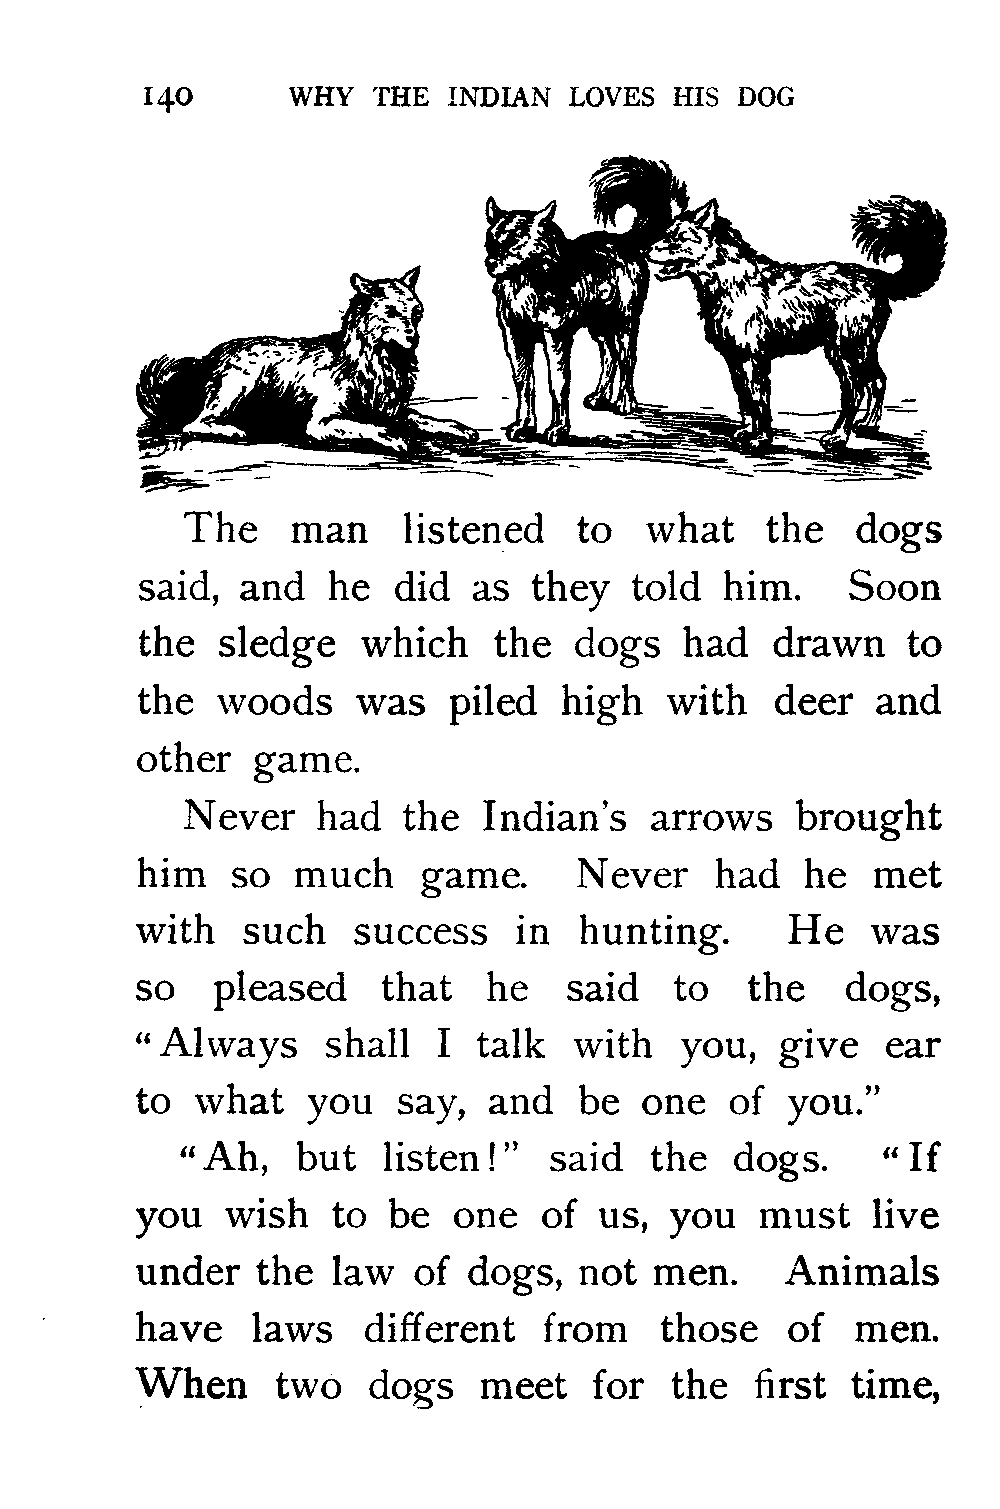 140 WHY THE INDIAN LOVES HIS DOG
The man listened to what the dogs
said, and he did as they told him. Soon
the sledge which the dogs had drawn to
the woods was piled high with deer and
other game.
Never had the Indian's arrows brought
him so much game. Never had he met
with such success in hunting. He was
so pleased that he said to the dogs,
“Always shall I talk with you, give ear
to what you say, and be one of you.”
“Ah, but listen!” said the dogs. “If
you wish to be one of us, you must live
under the law of dogs, not men. Animals
have laws different from those of men.
When two dogs meet for the first time,